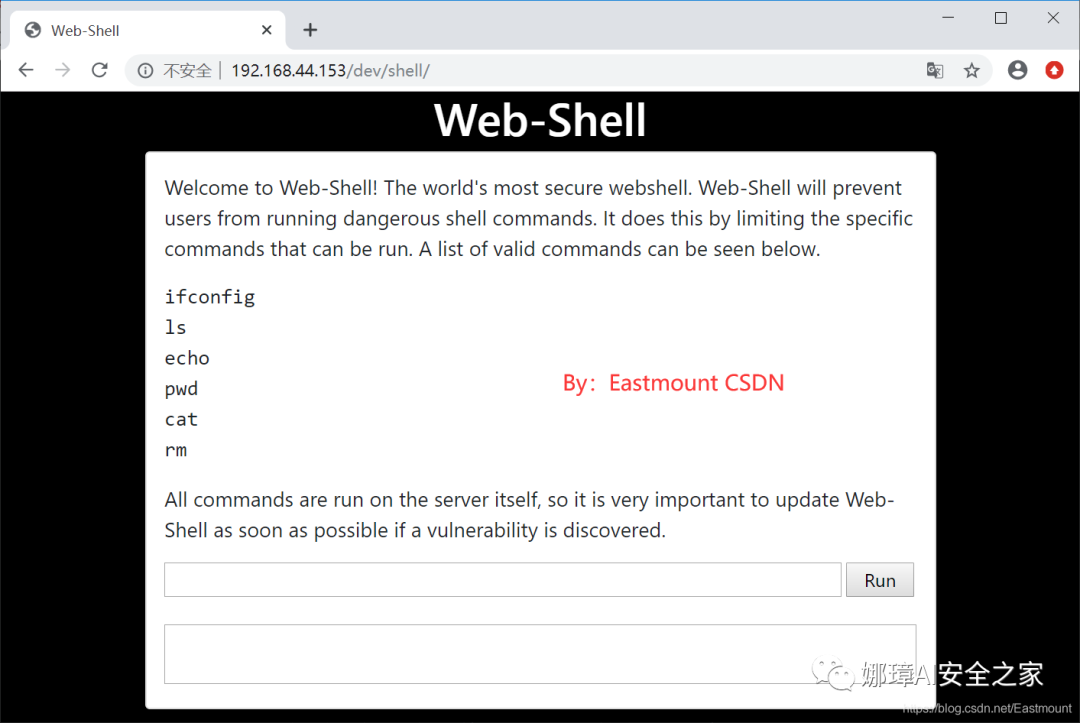 Web-Shell
不安全 | 192.168.44.153/dev/shell/
Web-Shell
Welcome to Web-Shell! The world's most secure webshell. Web-Shell will prevent
users from running dangerous shell commands. It does this by limiting the specific
commands that can be run. A list of valid commands can be seen below.
ifconfig
ls
echo
pwd
cat
rm
By：Eastmount CSDN
All commands are run on the server itself, so it is very important to update Web-
Shell as soon as possible if a vulnerability is discovered.
Run
娜璋AI安全之家
https://blog.csdn.net/Eastmount